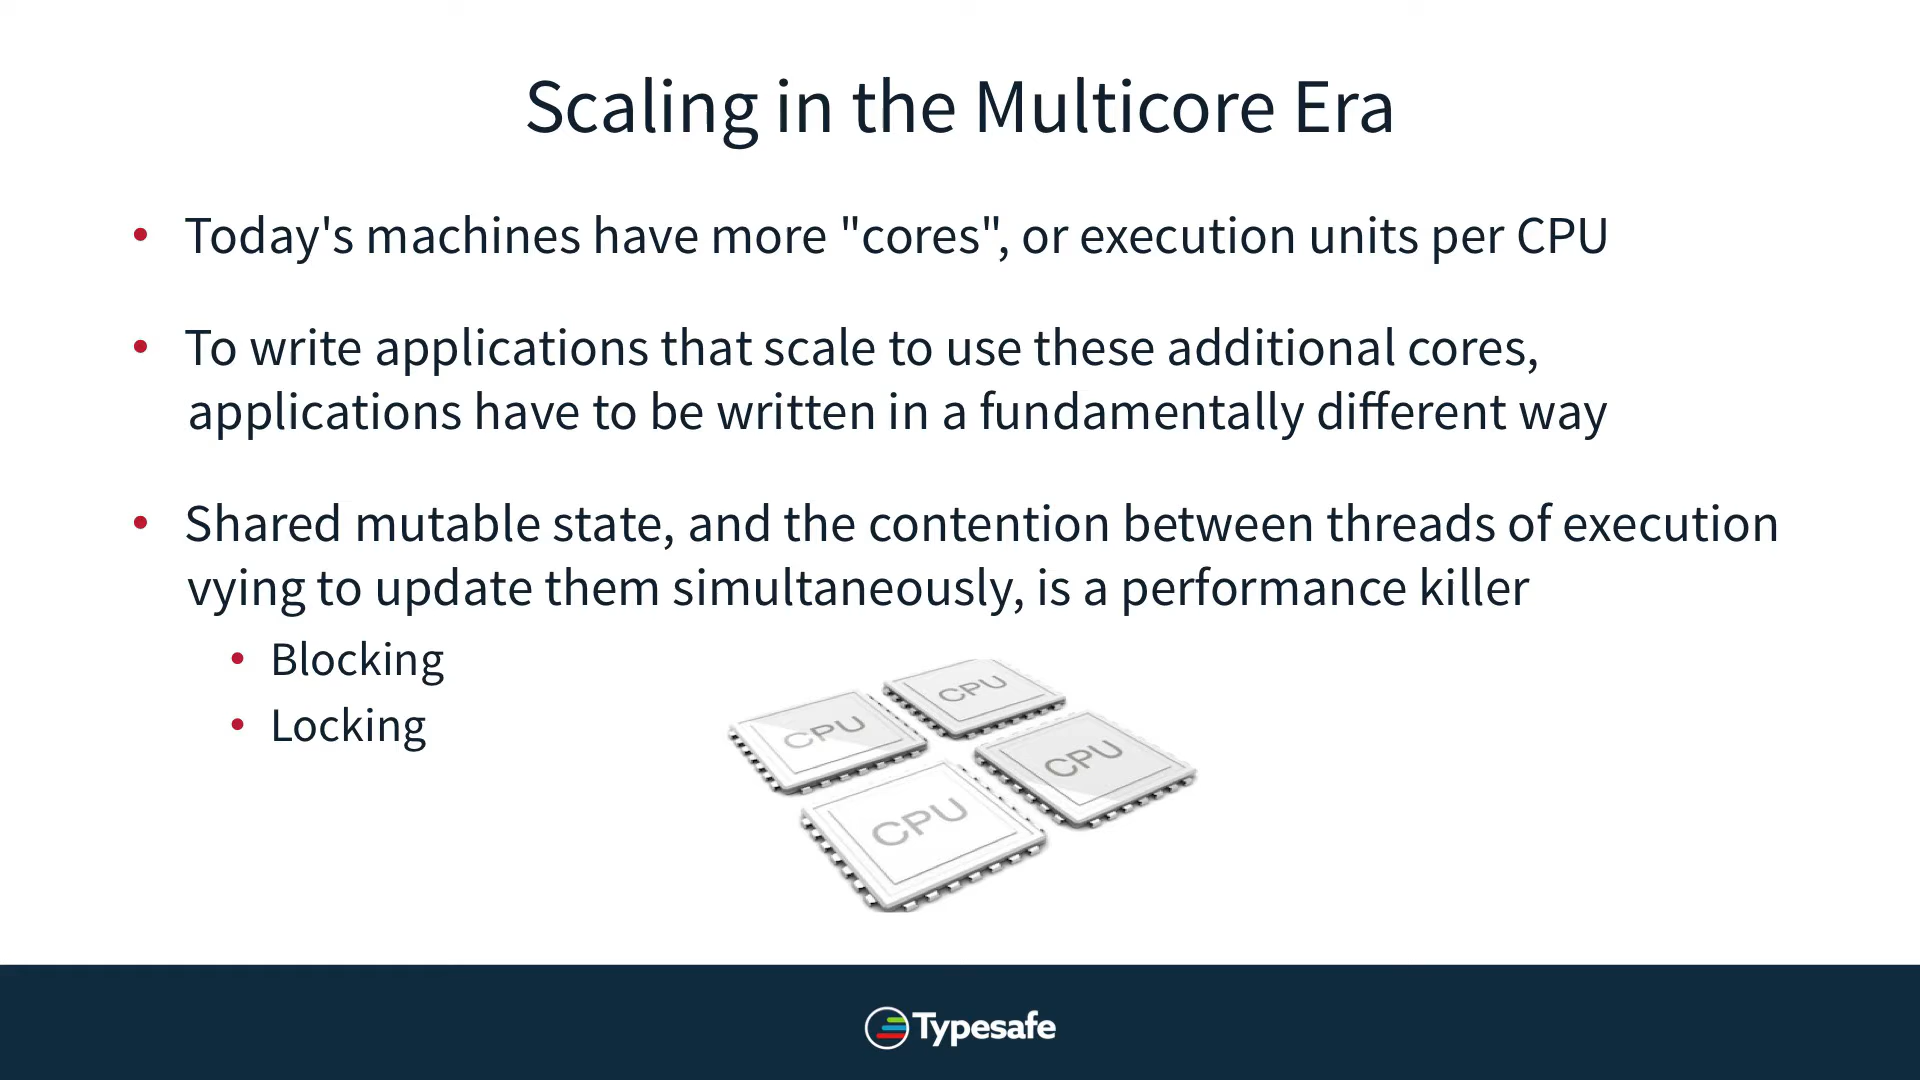 Scaling in the Multicore Era
• Today's machines have more "cores", or execution units per CPU
• To write applications that scale to use these additional cores,
applications have to be written in a fundamentally different way
• Shared mutable state, and the contention between threads of execution
vying to update them simultaneously, is a performance killer
• Blocking
• Locking
CPU
CPU
CPU
CPU
Typesafe